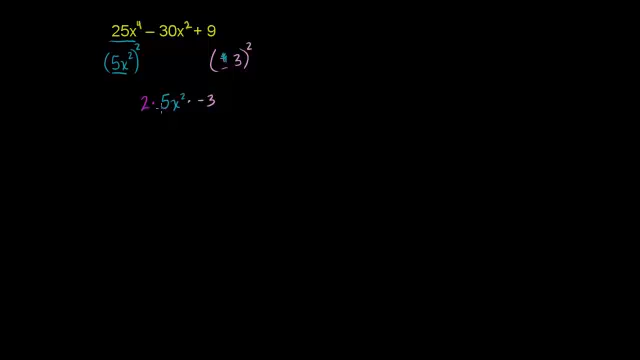 25x⁴ − 30x² + 9
(5x²)² (± 3)²
2 · 5x² · −3